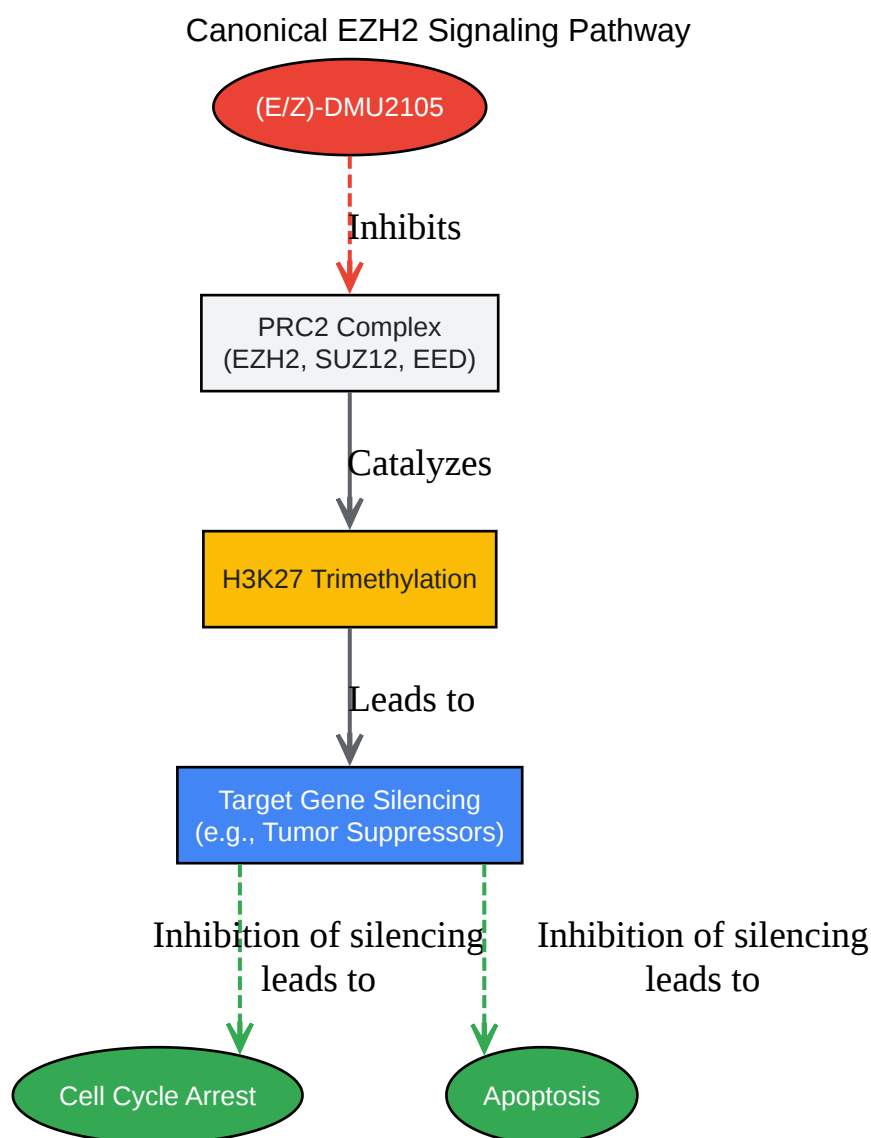 Canonical EZH2 Signaling Pathway
(E/Z)-DMU2105
Inhibits
PRC2 Complex
(EZH2, SUZ12, EED)
Catalyzes
H3K27 Trimethylation
Leads to
Target Gene Silencing
(e.g., Tumor Suppressors)
Inhibition of silencing
leads to
Inhibition of silencing
leads to
Cell Cycle Arrest
Apoptosis